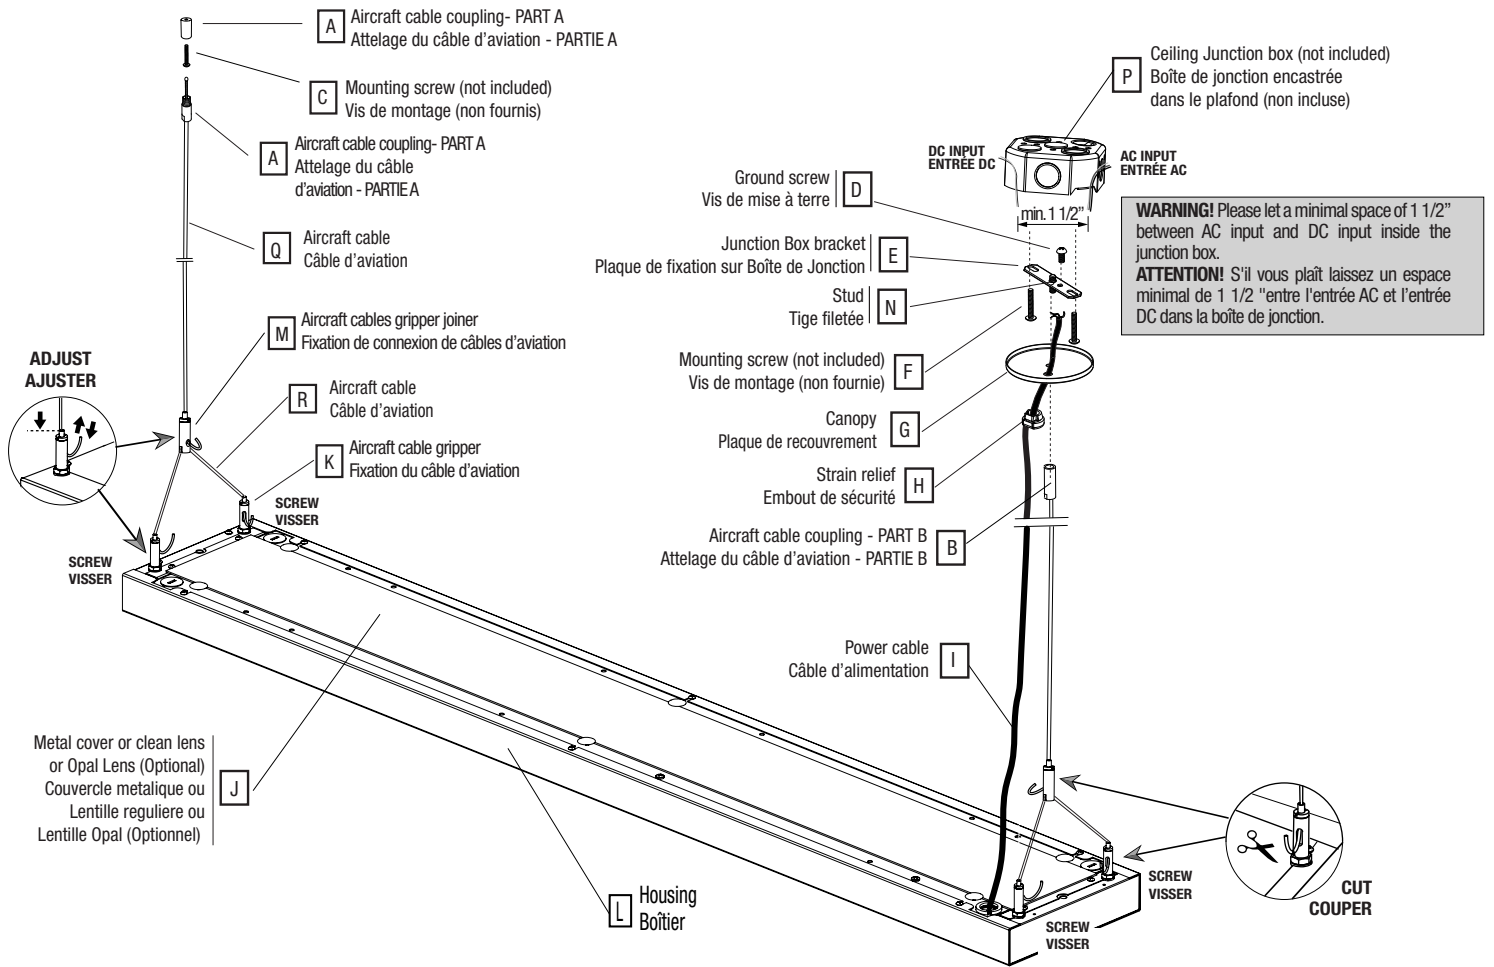 A
Aircraft cable coupling- PART A
Attelage du câble d'aviation - PARTIE A
C
Mounting screw (not included)
Vis de montage (non fournis)
A
Aircraft cable coupling- PART A
Attelage du câble
d'aviation - PARTIE A
Q
Aircraft cable
Câble d'aviation
M
Aircraft cables gripper joiner
Fixation de connexion de câbles d'aviation
ADJUST
AJUSTER
R
Aircraft cable
Câble d'aviation
K
Aircraft cable gripper
Fixation du câble d'aviation
SCREW
VISSER
SCREW
VISSER
P
Ceiling Junction box (not included)
Boîte de jonction encastrée
dans le plafond (non incluse)
DC INPUT
ENTRÉE DC
AC INPUT
ENTRÉE AC
min.1 1/2”
WARNING! Please let a minimal space of 1 1/2”
between AC input and DC input inside the
junction box.
ATTENTION! S'il vous plaît laissez un espace
minimal de 1 1/2 "entre l'entrée AC et l'entrée
DC dans la boîte de jonction.
Ground screw
Vis de mise à terre
D
Junction Box bracket
Plaque de fixation sur Boîte de Jonction
E
Stud
Tige filetée
N
Mounting screw (not included)
Vis de montage (non fournie)
F
Canopy
Plaque de recouvrement
G
Strain relief
Embout de sécurité
H
Aircraft cable coupling - PART B
Attelage du câble d'aviation - PARTIE B
B
Power cable
Câble d'alimentation
I
Metal cover or clean lens
or Opal Lens (Optional)
Couvercle metalique ou
Lentille reguliere ou
Lentille Opal (Optionnel)
J
L
Housing
Boîtier
SCREW
VISSER
SCREW
VISSER
CUT
COUPER